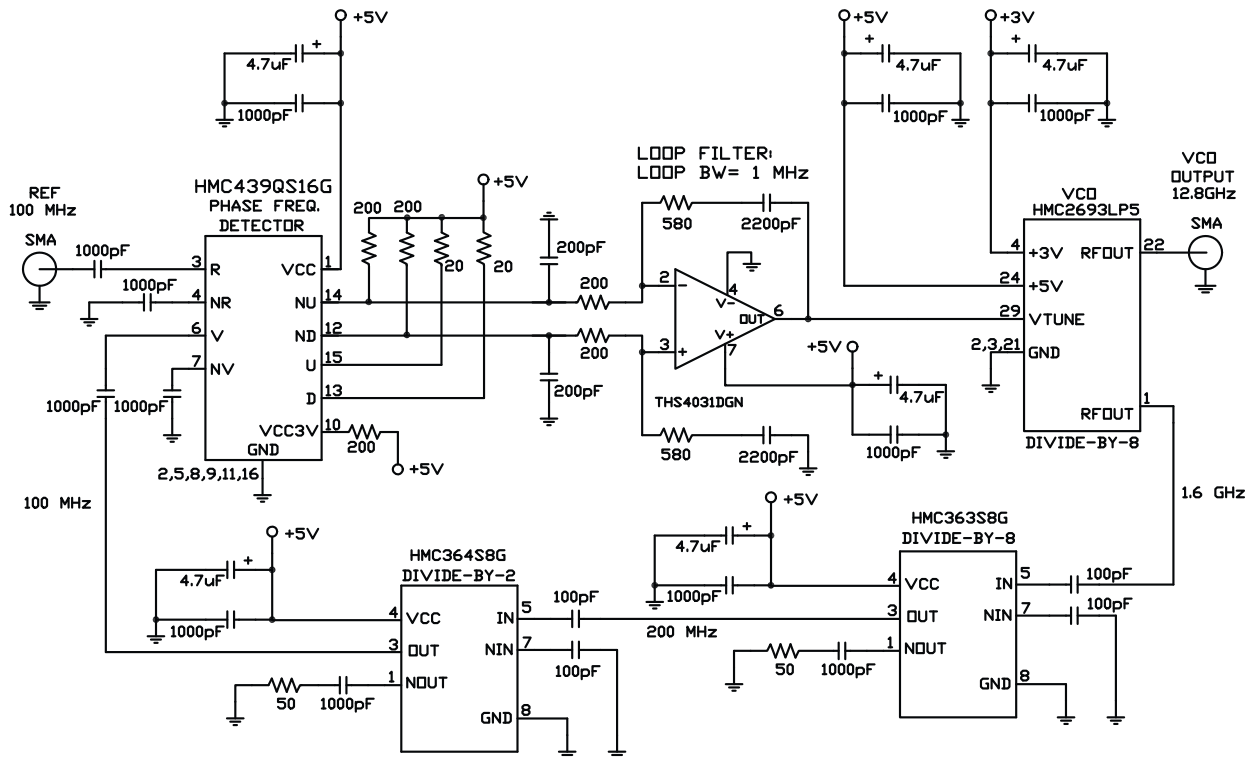 +5V
+
4.7uF
1000pF
+5V
+
4.7uF
1000pF
+3V
+
4.7uF
1000pF
REF
100 MHz
SMA
1000pF
1000pF
1000pF
1000pF
100 MHz
HMC439QS16G
PHASE FREQ.
DETECTOR
3 R
4 NR
6 V
7 NV
VCC 1
NU 14
ND 12
U 15
D 13
VCC3V 10
GND
2,5,8,9,11,16
200
+5V
200
200
20
20
+5V
200pF
200pF
200
200
LOOP FILTER:
LOOP BW= 1 MHz
580
2200pF
2
-
3
+
4
V-
OUT 6
V+
7
THS4031DGN
580
2200pF
+5V
+
4.7uF
1000pF
VCO
HMC2693LP5
4 +3V
24 +5V
29 VTUNE
2,3,21 GND
RFOUT 22
RFOUT 1
DIVIDE-BY-8
VCO
OUTPUT
12.8GHz
SMA
1.6 GHz
+5V
+
4.7uF
1000pF
HMC364S8G
DIVIDE-BY-2
4 VCC
3 OUT
1 NOUT
IN 5
NIN 7
GND 8
50
1000pF
100pF
100pF
200 MHz
+5V
+
4.7uF
1000pF
HMC363S8G
DIVIDE-BY-8
4 VCC
3 OUT
1 NOUT
IN 5
NIN 7
GND 8
50
1000pF
100pF
100pF